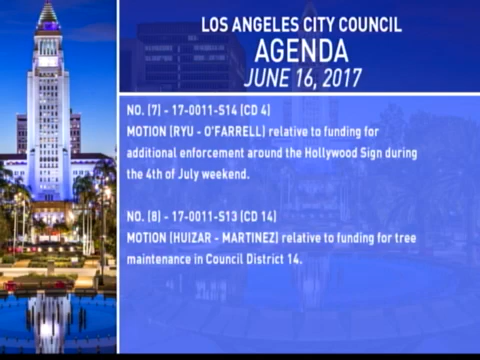 LOS ANGELES CITY COUNCIL
AGENDA
JUNE 16, 2017
NO. (7) - 17-0011-S14 (CD 4)
MOTION (RYU - O'FARRELL) relative to funding for
additional enforcement around the Hollywood Sign during
the 4th of July weekend.
NO. (8) - 17-0011-S13 (CD 14)
MOTION (HUIZAR - MARTINEZ) relative to funding for tree
maintenance in Council District 14.